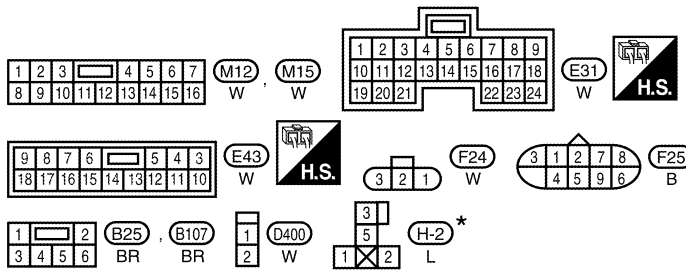 1 2 3 4 5 6 7
8 9 10 11 12 13 14 15 16
M12 , M15
W W
1 2 3 4 5 6 7 8 9
10 11 12 13 14 15 16 17 18
19 20 21 22 23 24
E31
W
H.S.
9 8 7 6 5 4 3
18 17 16 15 14 13 12 11 10
E43
W
H.S.
3 2 1
F24
W
3 1 2 7 8
4 5 9 6
F25
B
1 2
3 4 5 6
B25 , B107
BR BR
1
2
D400
W
3
5
1 2
H-2 *
L